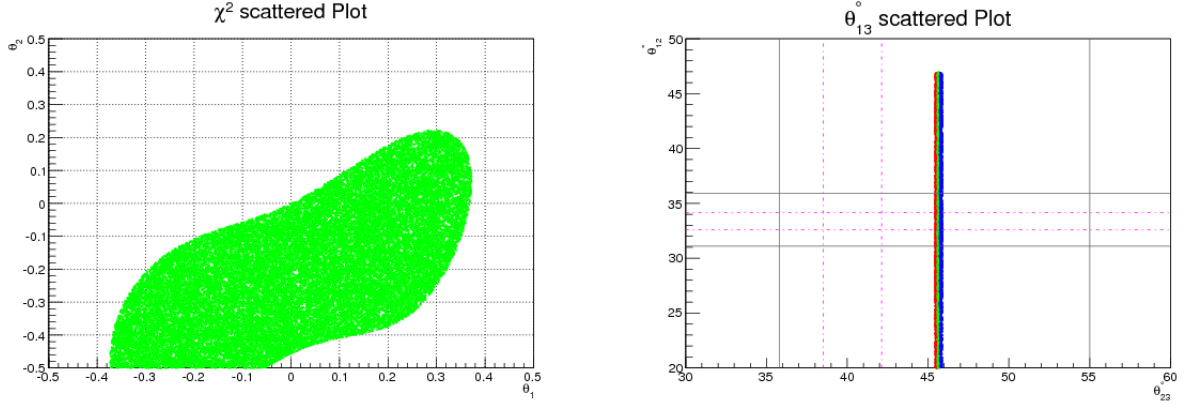 χ² scattered Plot
θ₂
0.5
0.4
0.3
0.2
0.1
0
-0.1
-0.2
-0.3
-0.4
-0.5
-0.5 -0.4 -0.3 -0.2 -0.1 0 0.1 0.2 0.3 0.4 0.5
θ₁
θ°₁₃ scattered Plot
θ°₁₂
50
45
40
35
30
25
20
30 35 40 45 50 55 60
θ°₂₃